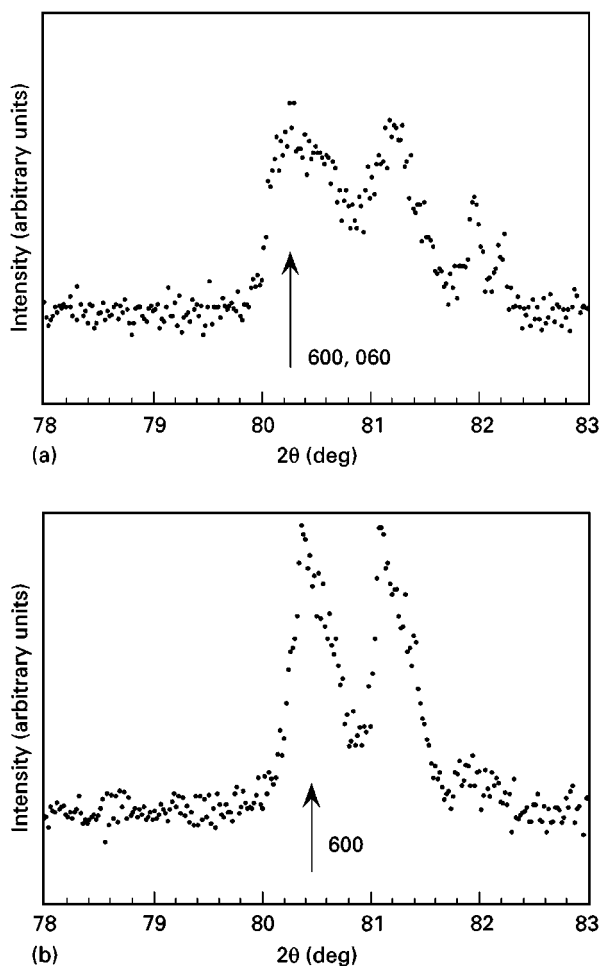 Intensity (arbitrary units)
600, 060
78 79 80 81 82 83
(a) 2θ (deg)
Intensity (arbitrary units)
600
78 79 80 81 82 83
(b) 2θ (deg)